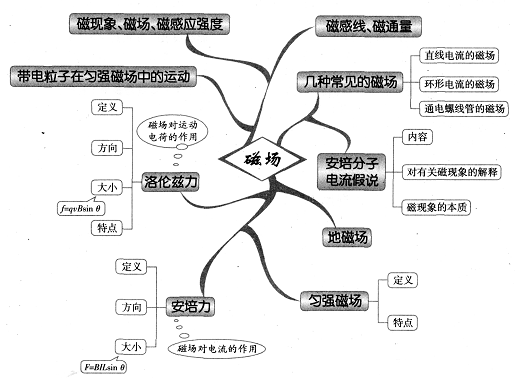 磁现象、磁场、磁感应强度
磁感线、磁通量
带电粒子在匀强磁场中的运动
几种常见的磁场
直线电流的磁场
环形电流的磁场
通电螺线管的磁场
磁场
定义
方向
大小
f=qvBsin θ
特点
磁场对运动
电荷的作用
洛伦兹力
安培分子
电流假说
内容
对有关磁现象的解释
磁现象的本质
地磁场
匀强磁场
定义
特点
定义
方向
大小
F=BILsin θ
安培力
磁场对电流的作用